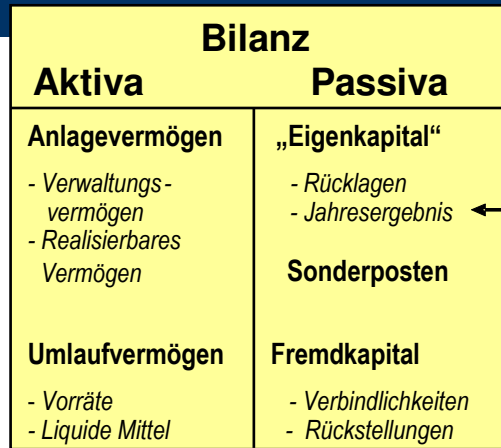 Bilanz
Aktiva
Passiva
Anlagevermögen
- Verwaltungs-
vermögen
- Realisierbares
Vermögen
Umlaufvermögen
- Vorräte
- Liquide Mittel
„Eigenkapital“
- Rücklagen
- Jahresergebnis
Sonderposten
Fremdkapital
- Verbindlichkeiten
- Rückstellungen